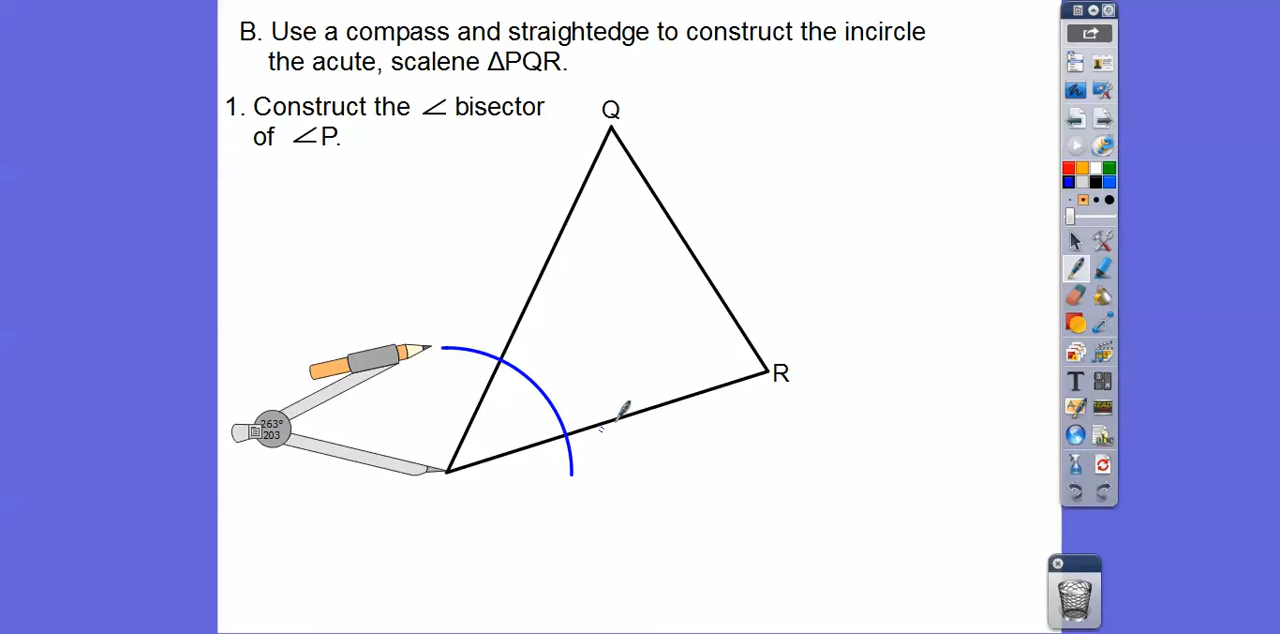 B. Use a compass and straightedge to construct the incircle
the acute, scalene ΔPQR.
1. Construct the ∠ bisector
of ∠P.
Q
R
263°
203
T
abc